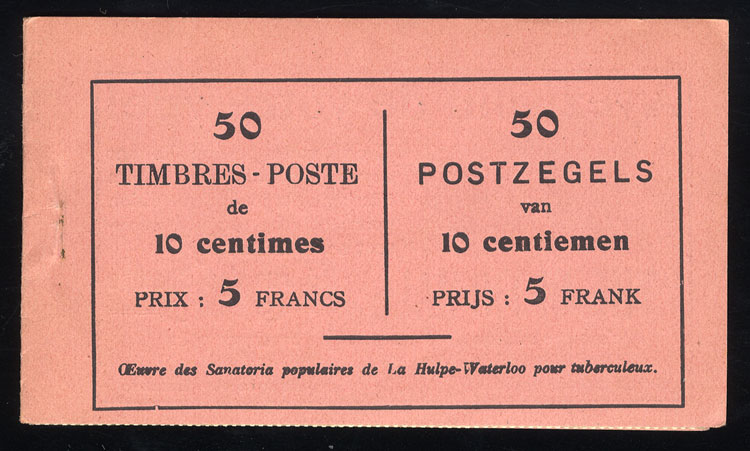 50
TIMBRES-POSTE
de
10 centimes
PRIX : 5 FRANCS
50
POSTZEGELS
van
10 centiemen
PRIJS : 5 FRANK
Œuvre des Sanatoria populaires de La Hulpe-Waterloo pour tuberculeux.